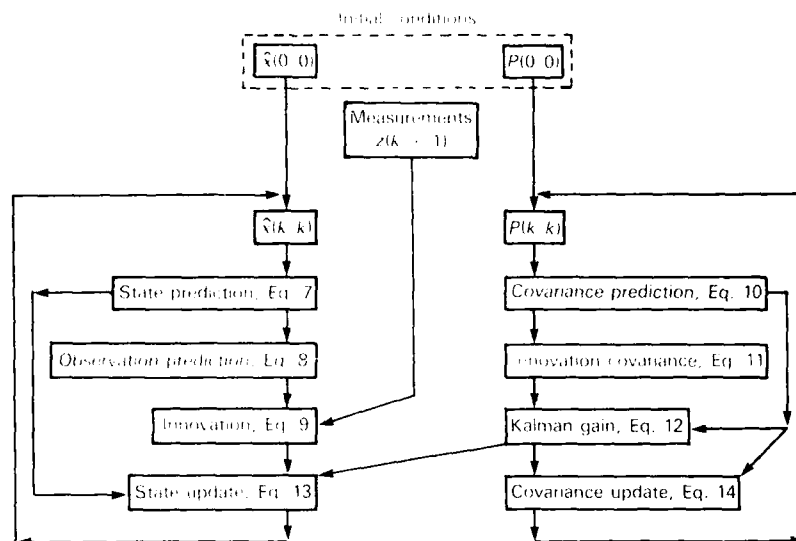 Initial conditions
x̂(0 0)
P(0 0)
Measurements
z(k + 1)
x̂(k k)
P(k k)
State prediction, Eq. 7
Covariance prediction, Eq. 10
Observation prediction, Eq. 8
Innovation covariance, Eq. 11
Innovation, Eq. 9
Kalman gain, Eq. 12
State update, Eq. 13
Covariance update, Eq. 14